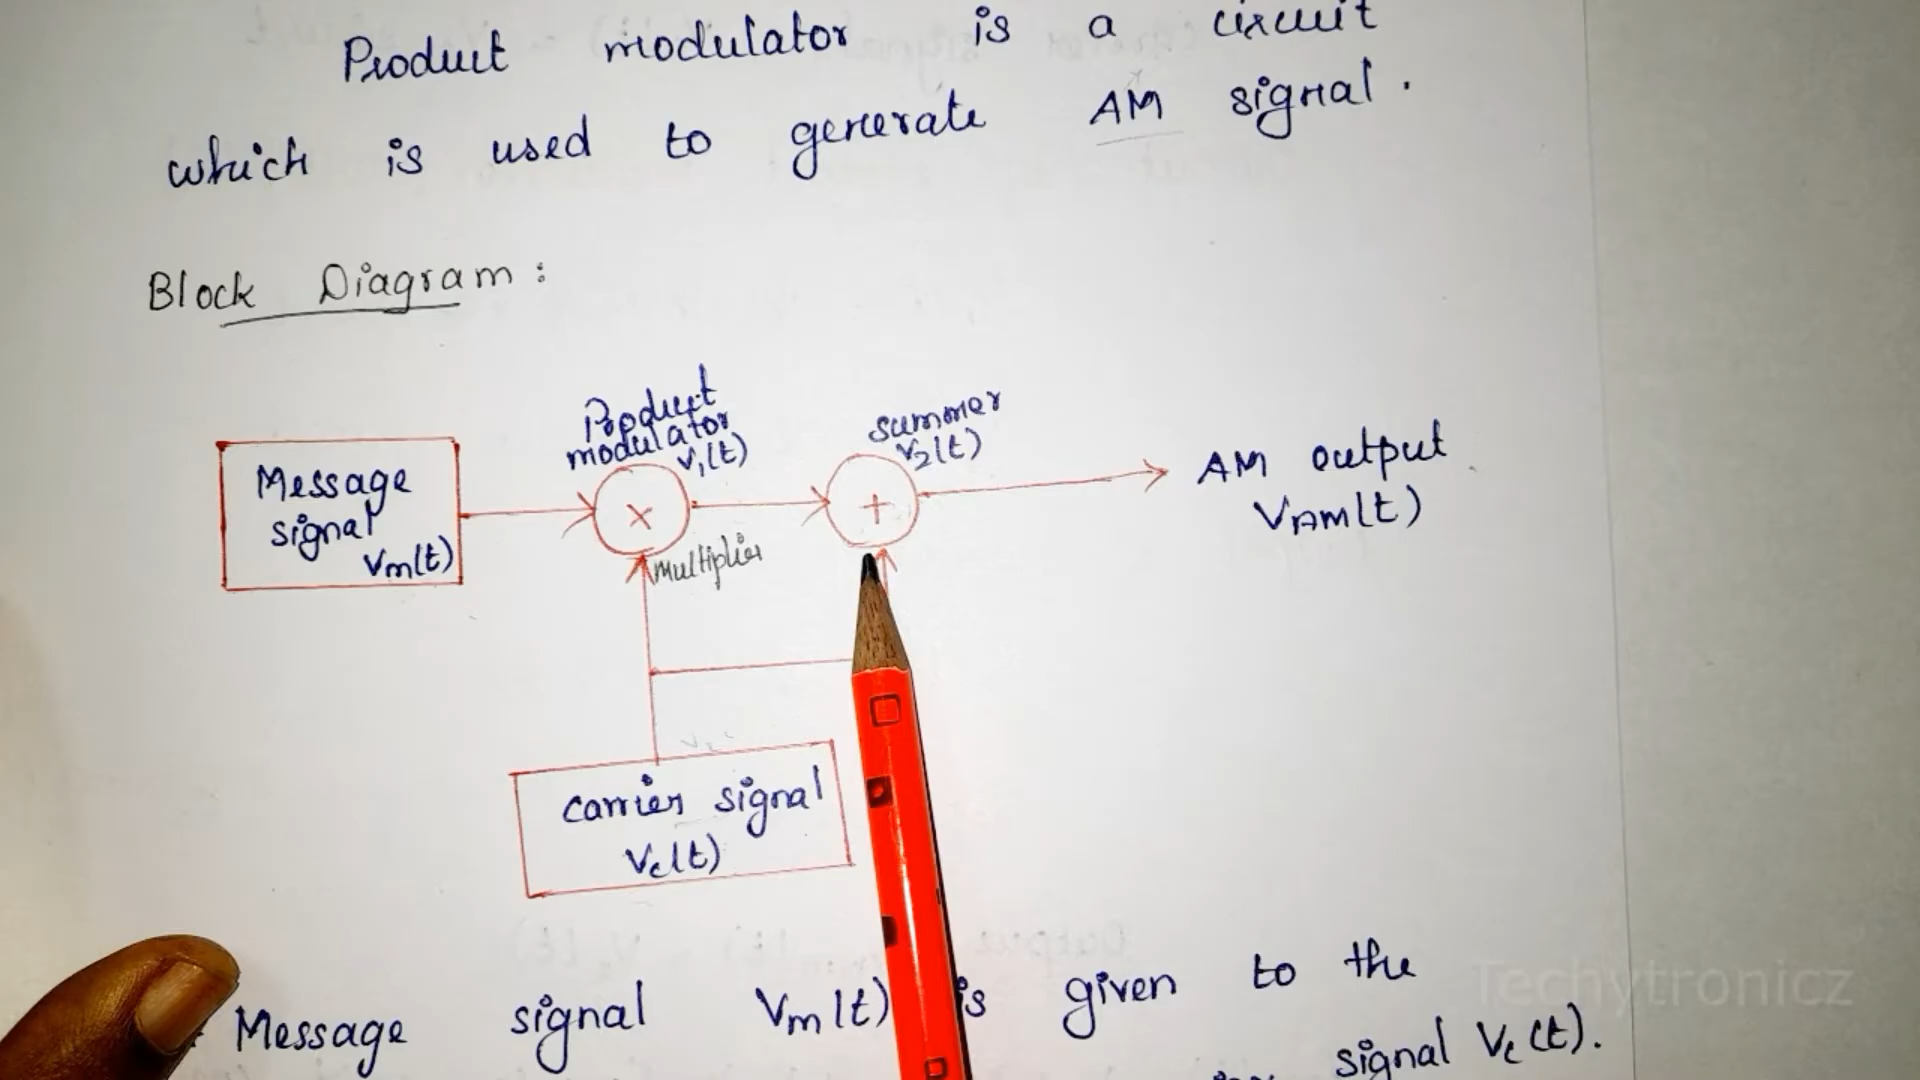 Product modulator is a circuit
which is used to generate AM signal.
Block Diagram:
Product
modulator
V1(t)
summer
V2(t)
Message
signal
Vm(t)
x
+
AM output
VAM(t)
Multiplier
carrier signal
Vc(t)
Message signal Vm(t) is given to the
signal Vc(t).
Techytronicz